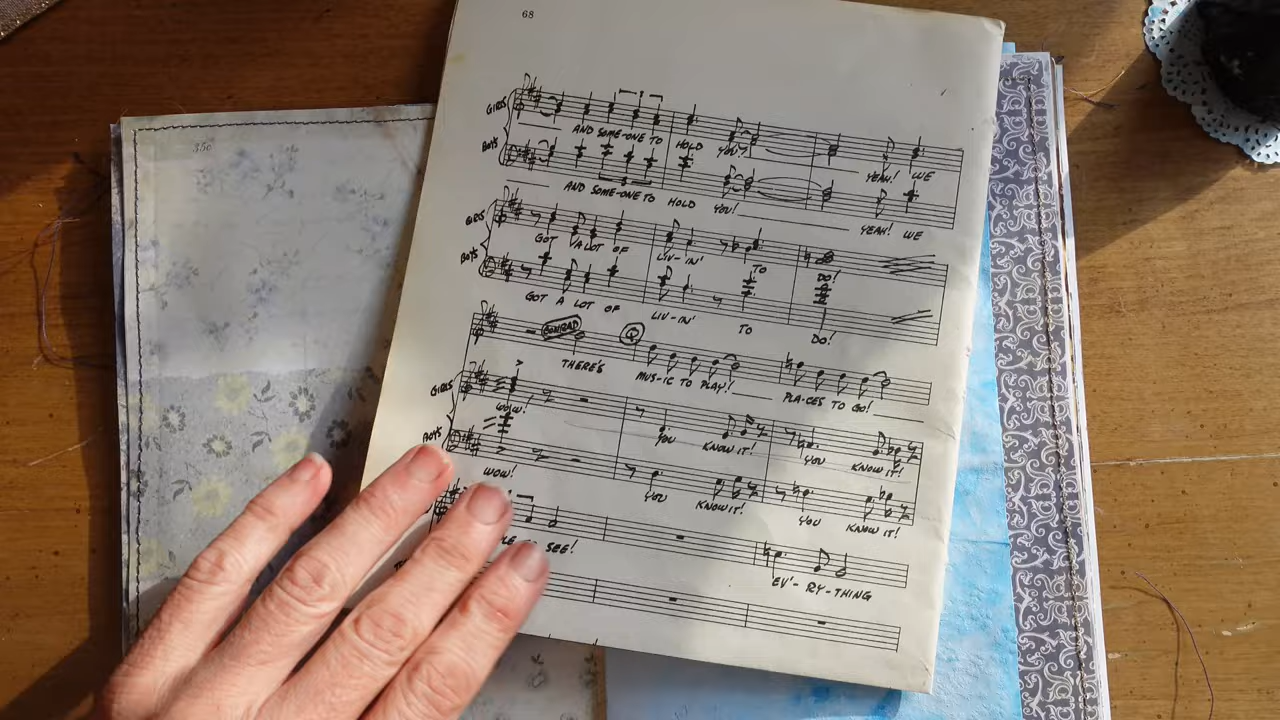 68
GIRLS
AND SOME-ONE TO HOLD YOU! YEAH! WE
BOYS
AND SOME-ONE TO HOLD YOU! YEAH! WE
GIRLS
GOT A LOT OF LIV-IN' TO DO!
BOYS
GOT A LOT OF LIV-IN' TO DO!
CONRAD
Q
THERE'S MUS-IC TO PLAY! PLA-CES TO GO!
GIRLS
WOW! YOU KNOW IT! YOU KNOW IT!
BOYS
WOW! YOU KNOW IT! YOU KNOW IT!
SEE! EV'-RY-THING
350